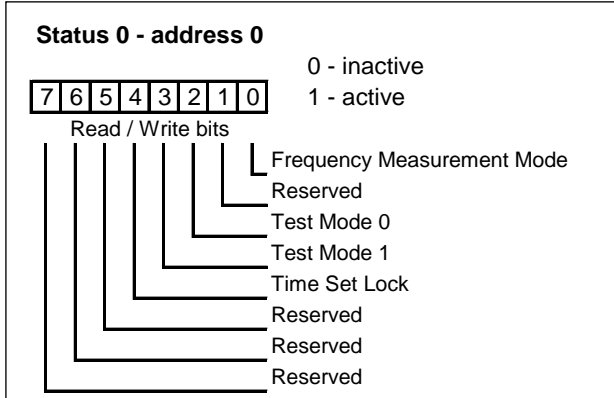 Status 0 - address 0
0 - inactive
1 - active
7 6 5 4 3 2 1 0
Read / Write bits
Frequency Measurement Mode
Reserved
Test Mode 0
Test Mode 1
Time Set Lock
Reserved
Reserved
Reserved